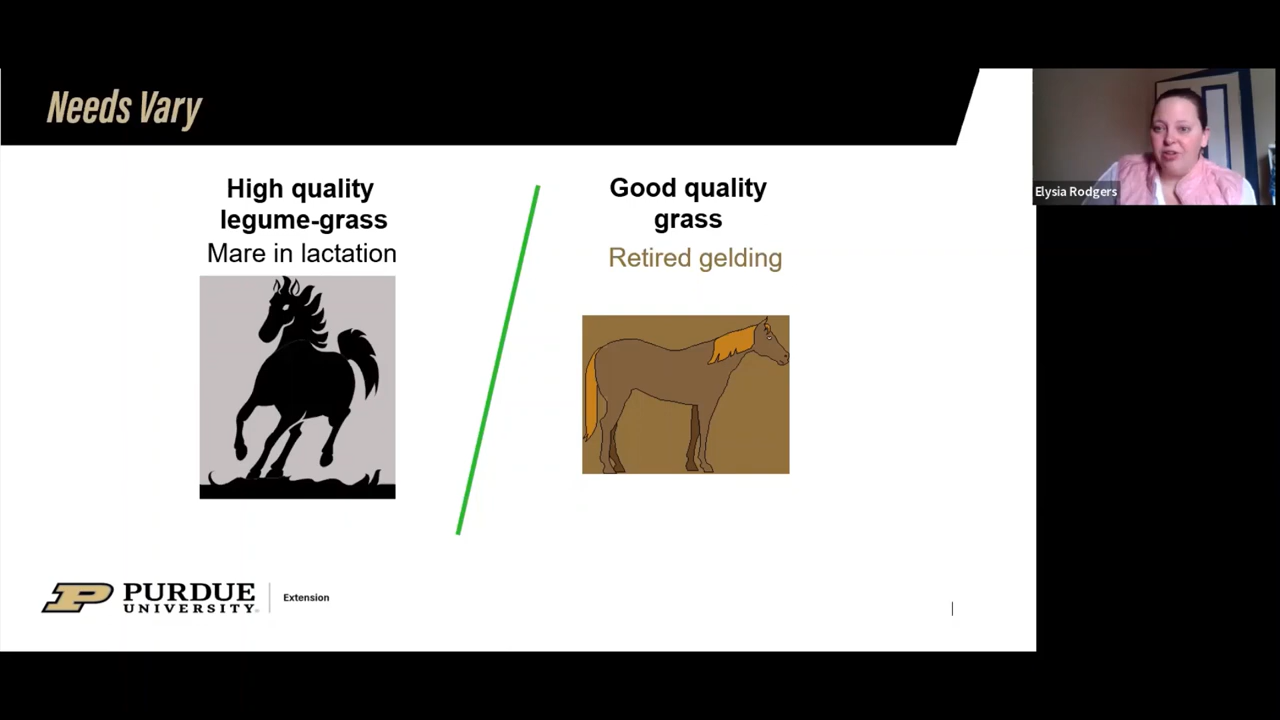 Needs Vary
High quality
legume-grass
Mare in lactation
Good quality
grass
Retired gelding
Elysia Rodgers
PURDUE
UNIVERSITY
Extension